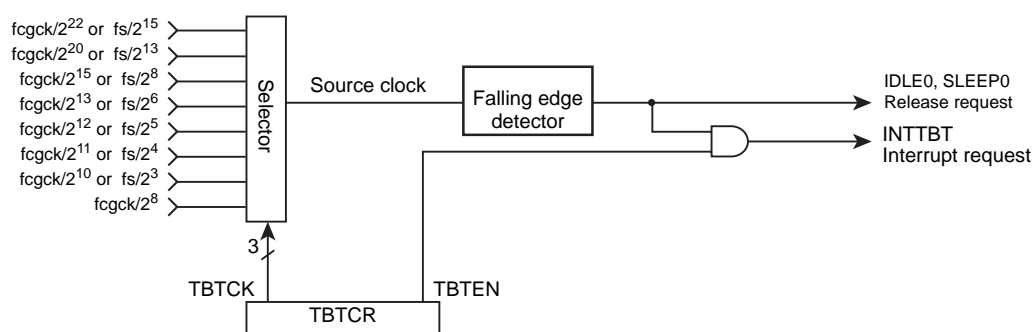 fcgck/2^22 or fs/2^15
fcgck/2^20 or fs/2^13
fcgck/2^15 or fs/2^8
fcgck/2^13 or fs/2^6
fcgck/2^12 or fs/2^5
fcgck/2^11 or fs/2^4
fcgck/2^10 or fs/2^3
fcgck/2^8
Selector
Source clock
Falling edge
detector
IDLE0, SLEEP0
Release request
INTTBT
Interrupt request
3
TBTCK
TBTEN
TBTCR